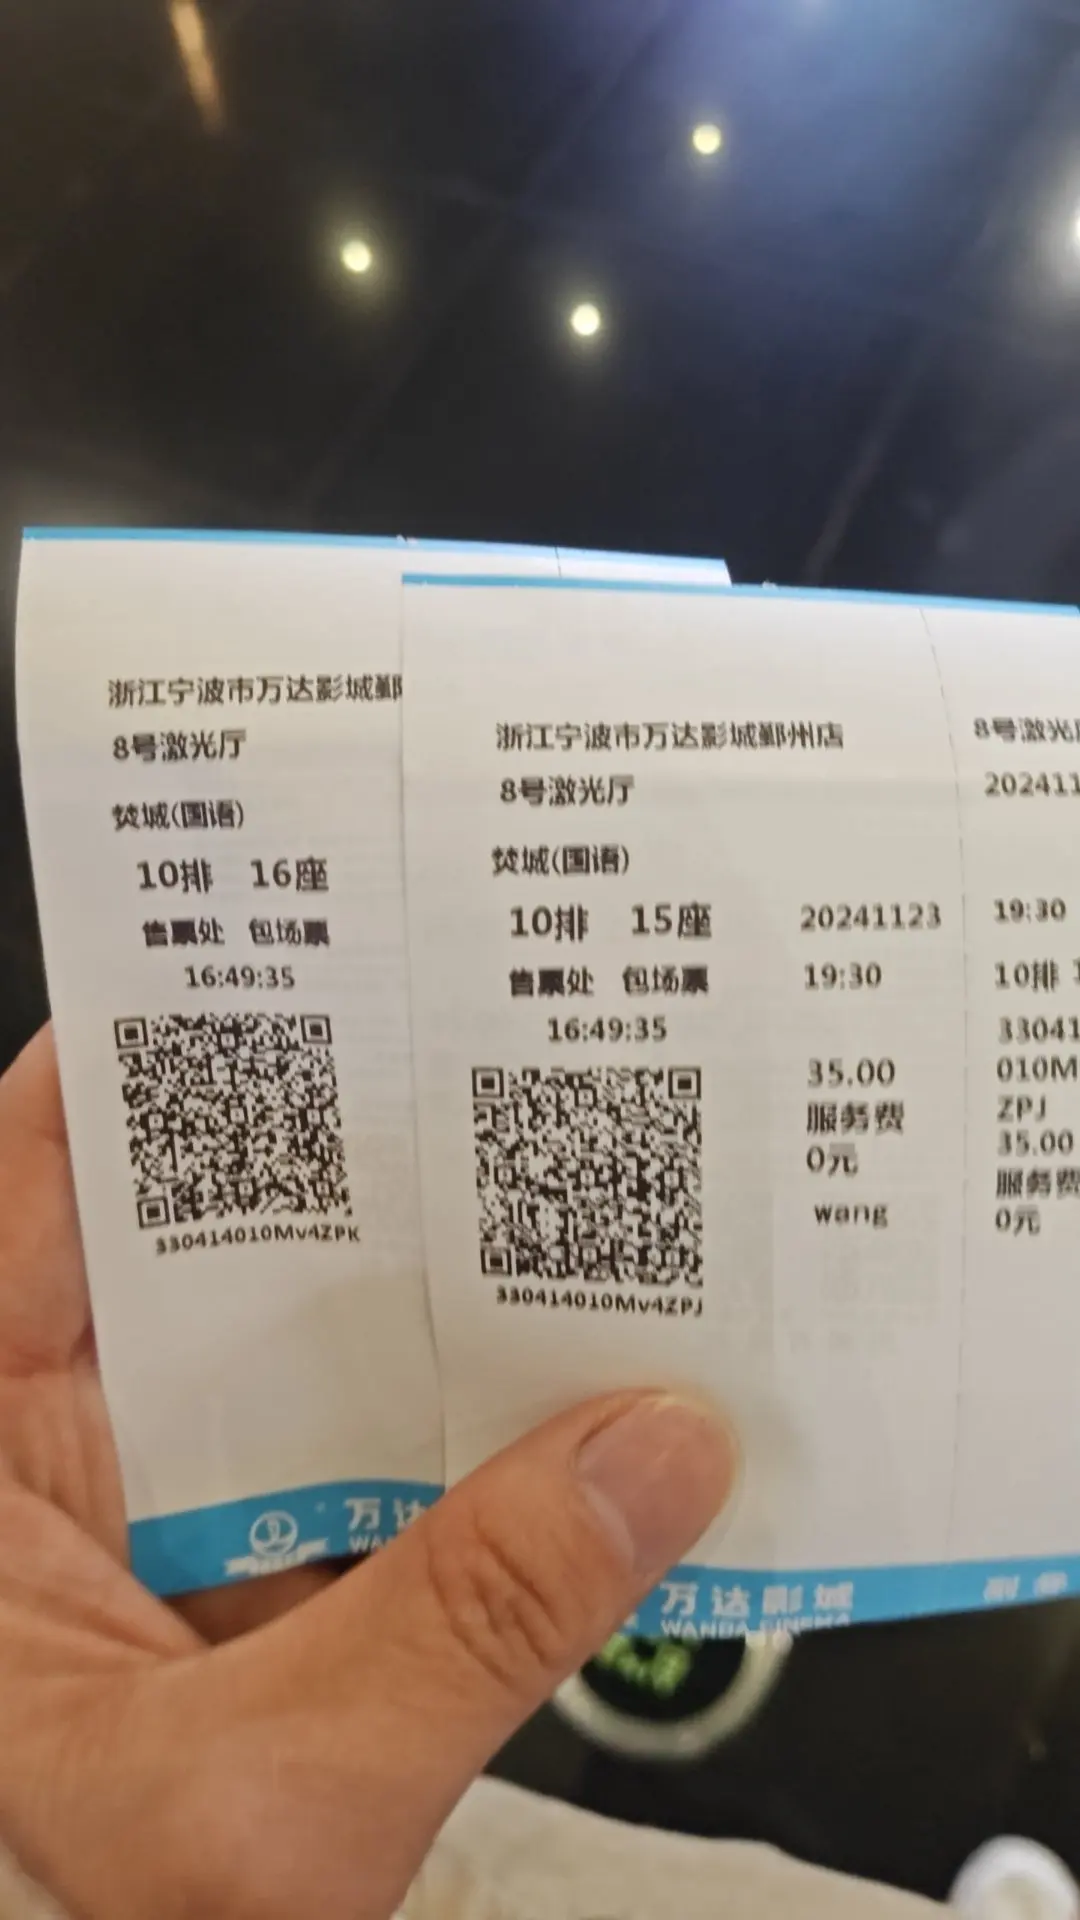 浙江宁波市万达影城鄞
8号激光厅
焚城(国语)
10排 16座
售票处 包场票
16:49:35
330414010Mv4ZPK
万达
WAN
浙江宁波市万达影城鄞州店
8号激光厅
焚城(国语)
10排 15座
售票处 包场票
16:49:35
330414010Mv4ZPJ
20241123
19:30
35.00
服务费
0元
wang
万达影城
WANDA CINEMA
8号激光
202411
19:30
10排
33041
010M
ZPJ
35.00
服务费
0元
副券